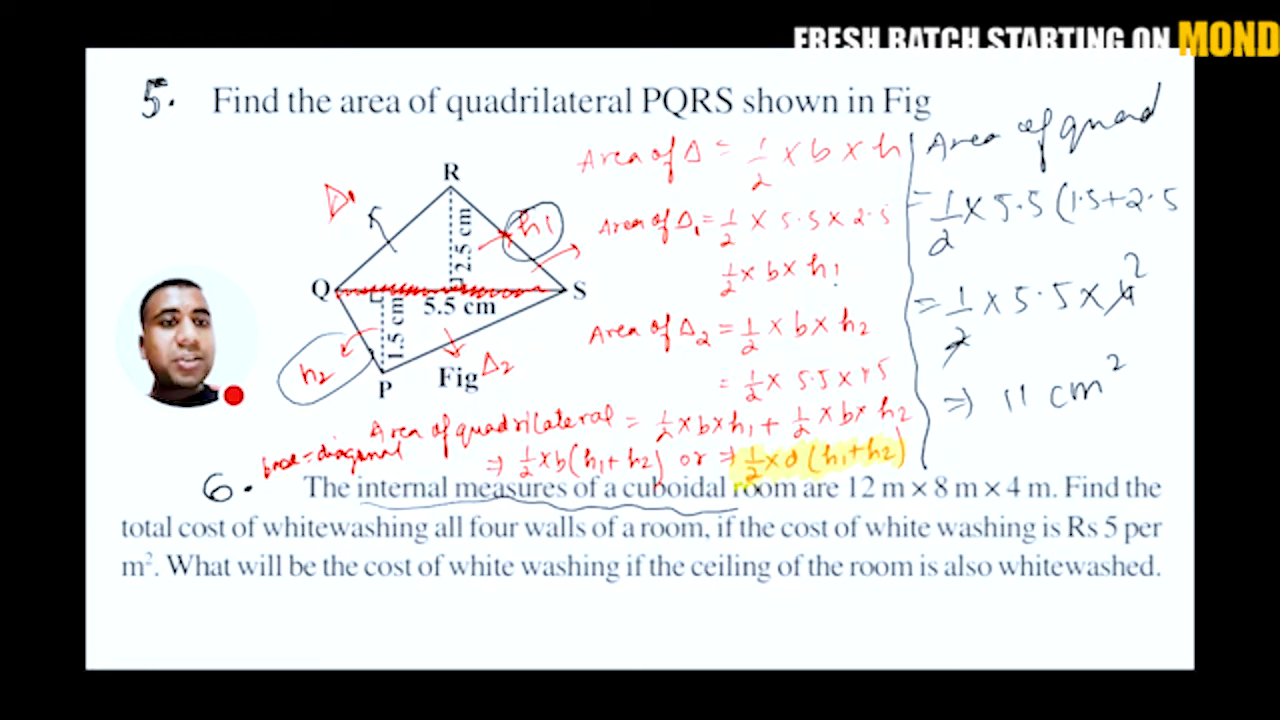 FRESH BATCH STARTING ON MOND
5. Find the area of quadrilateral PQRS shown in Fig
R
Q
S
P
2.5 cm
5.5 cm
1.5 cm
Fig
Δ1
h1
h2
Δ2
Area of Δ = 1/2 × b × h
Area of Δ1 = 1/2 × 5.5 × 2.5
1/2 × b × h1
Area of Δ2 = 1/2 × b × h2
= 1/2 × 5.5 × 1.5
Area of quadrilateral = 1/2 × b × h1 + 1/2 × b × h2
base = diagonal
⇒ 1/2 × b (h1 + h2) or ⇒ 1/2 × d (h1 + h2)
Area of quad
= 1/2 × 5.5 (1.5 + 2.5
= 1/2 × 5.5 × 4 2
⇒ 11 cm²
6. The internal measures of a cuboidal room are 12 m × 8 m × 4 m. Find the
total cost of whitewashing all four walls of a room, if the cost of white washing is Rs 5 per
m². What will be the cost of white washing if the ceiling of the room is also whitewashed.